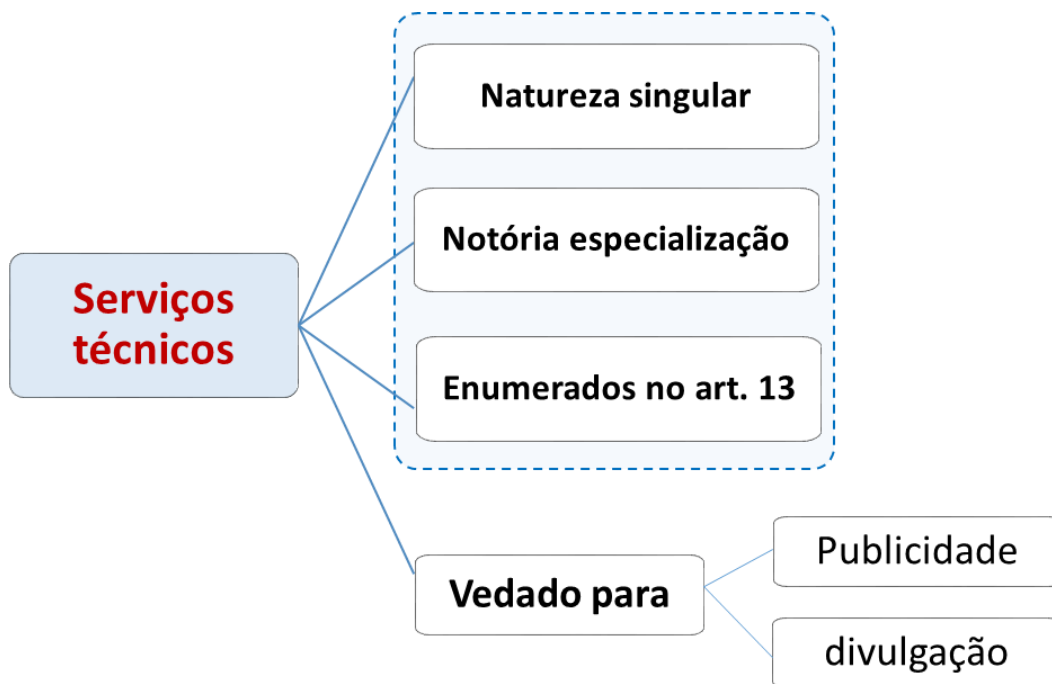 Natureza singular
Notória especialização
Serviços
técnicos
Enumerados no art. 13
Vedado para
Publicidade
divulgação